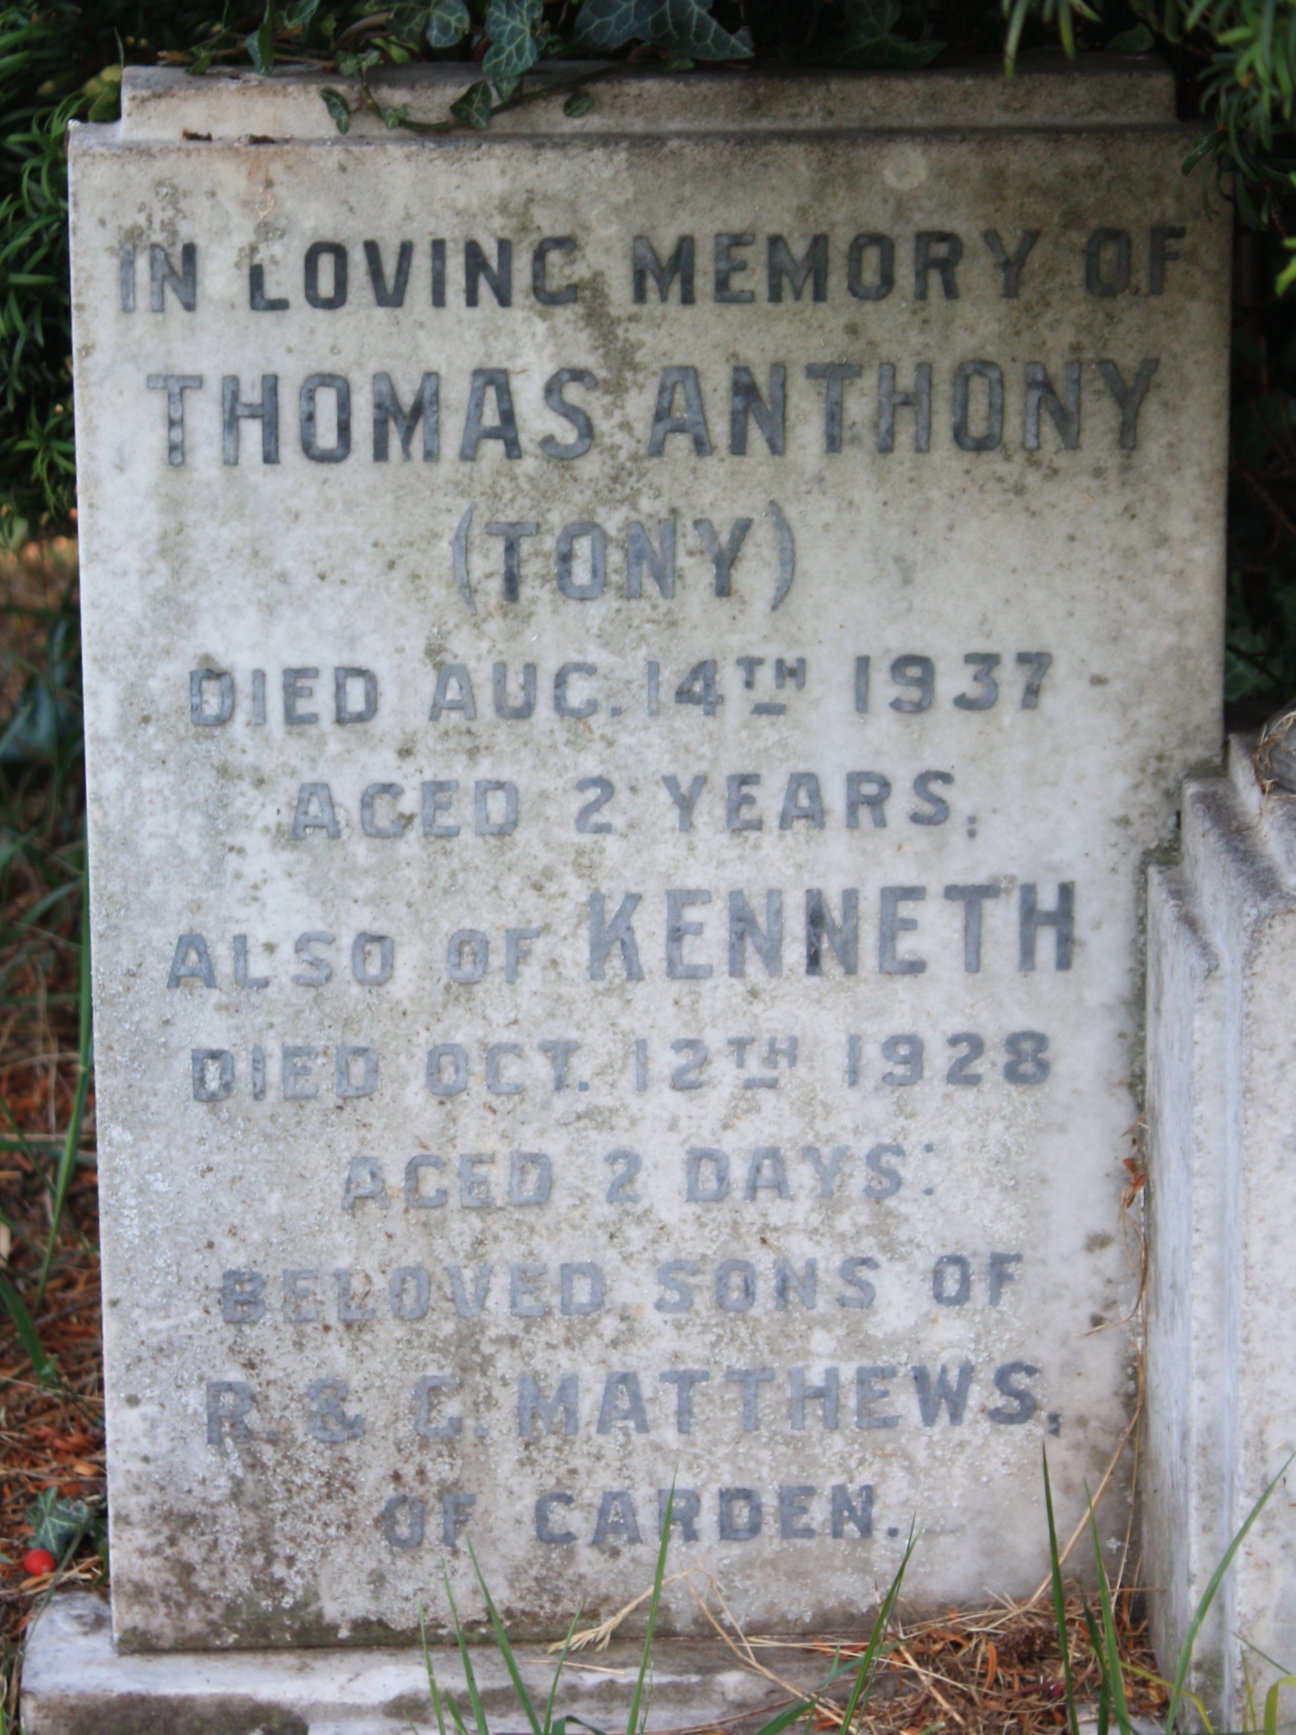 IN LOVING MEMORY OF
THOMAS ANTHONY
(TONY)
DIED AUG. 14TH 1937
AGED 2 YEARS;
ALSO OF KENNETH
DIED OCT. 12TH 1928
AGED 2 DAYS:
BELOVED SONS OF
R. & G. MATTHEWS,
OF CARDEN.